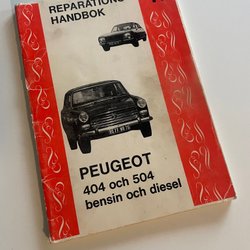 REPARATIONS
HANDBOK
PEUGEOT
404 och 504
bensin och diesel